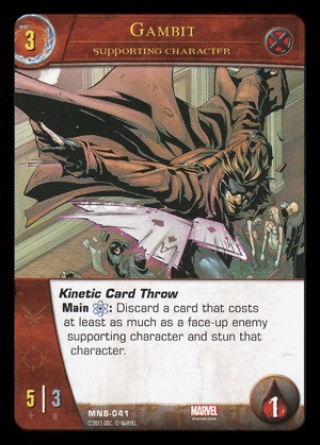 3
Gambit
Supporting Character
Kinetic Card Throw
Main : Discard a card that costs
at least as much as a face-up enemy
supporting character and stun that
character.
5 | 3
MNB-041
©2015 UDC. © MARVEL
MARVEL
1